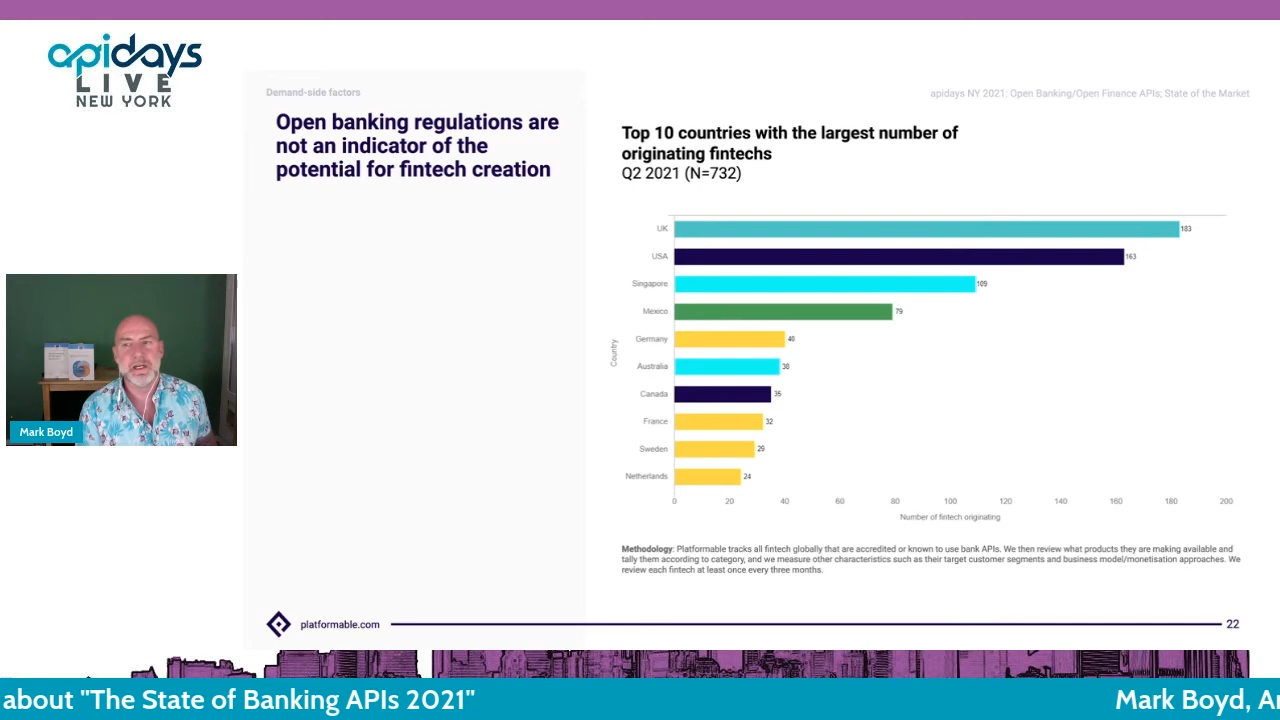 apidays
LIVE
NEW YORK
Demand-side factors
Open banking regulations are
not an indicator of the
potential for fintech creation
apidays NY 2021: Open Banking/Open Finance APIs; State of the Market
Top 10 countries with the largest number of
originating fintechs
Q2 2021 (N=732)
UK 183
USA 163
Singapore 109
Mexico 79
Germany 40
Australia 38
Canada 35
France 32
Sweden 29
Netherlands 24
Country
0 20 40 60 80 100 120 140 160 180 200
Number of fintech originating
Methodology: Platformable tracks all fintech globally that are accredited or known to use bank APIs. We then review what products they are making available and
tally them according to category, and we measure other characteristics such as their target customer segments and business model/monetisation approaches. We
review each fintech at least once every three months.
platformable.com
22
Mark Boyd
about "The State of Banking APIs 2021"
Mark Boyd, A